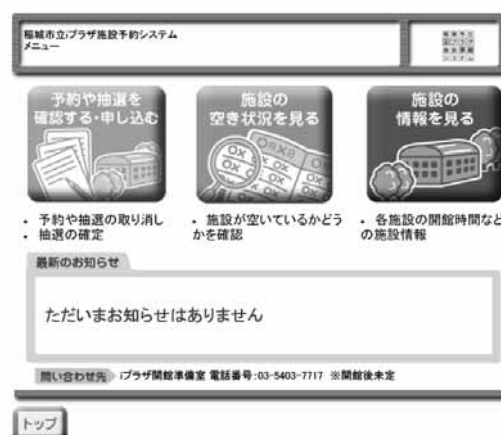 稲城市立iプラザ施設予約システム
メニュー
予約や抽選を
確認する・申し込む
施設の
空き状況を見る
施設の
情報を見る
・ 予約や抽選の取り消し
・ 抽選の確定
・ 施設が空いているかどう
かを確認
・ 各施設の開館時間など
の施設情報
最新のお知らせ
ただいまお知らせはありません
問い合わせ先 iプラザ開館準備室 電話番号:03-5403-7717 ※開館後未定
トップ